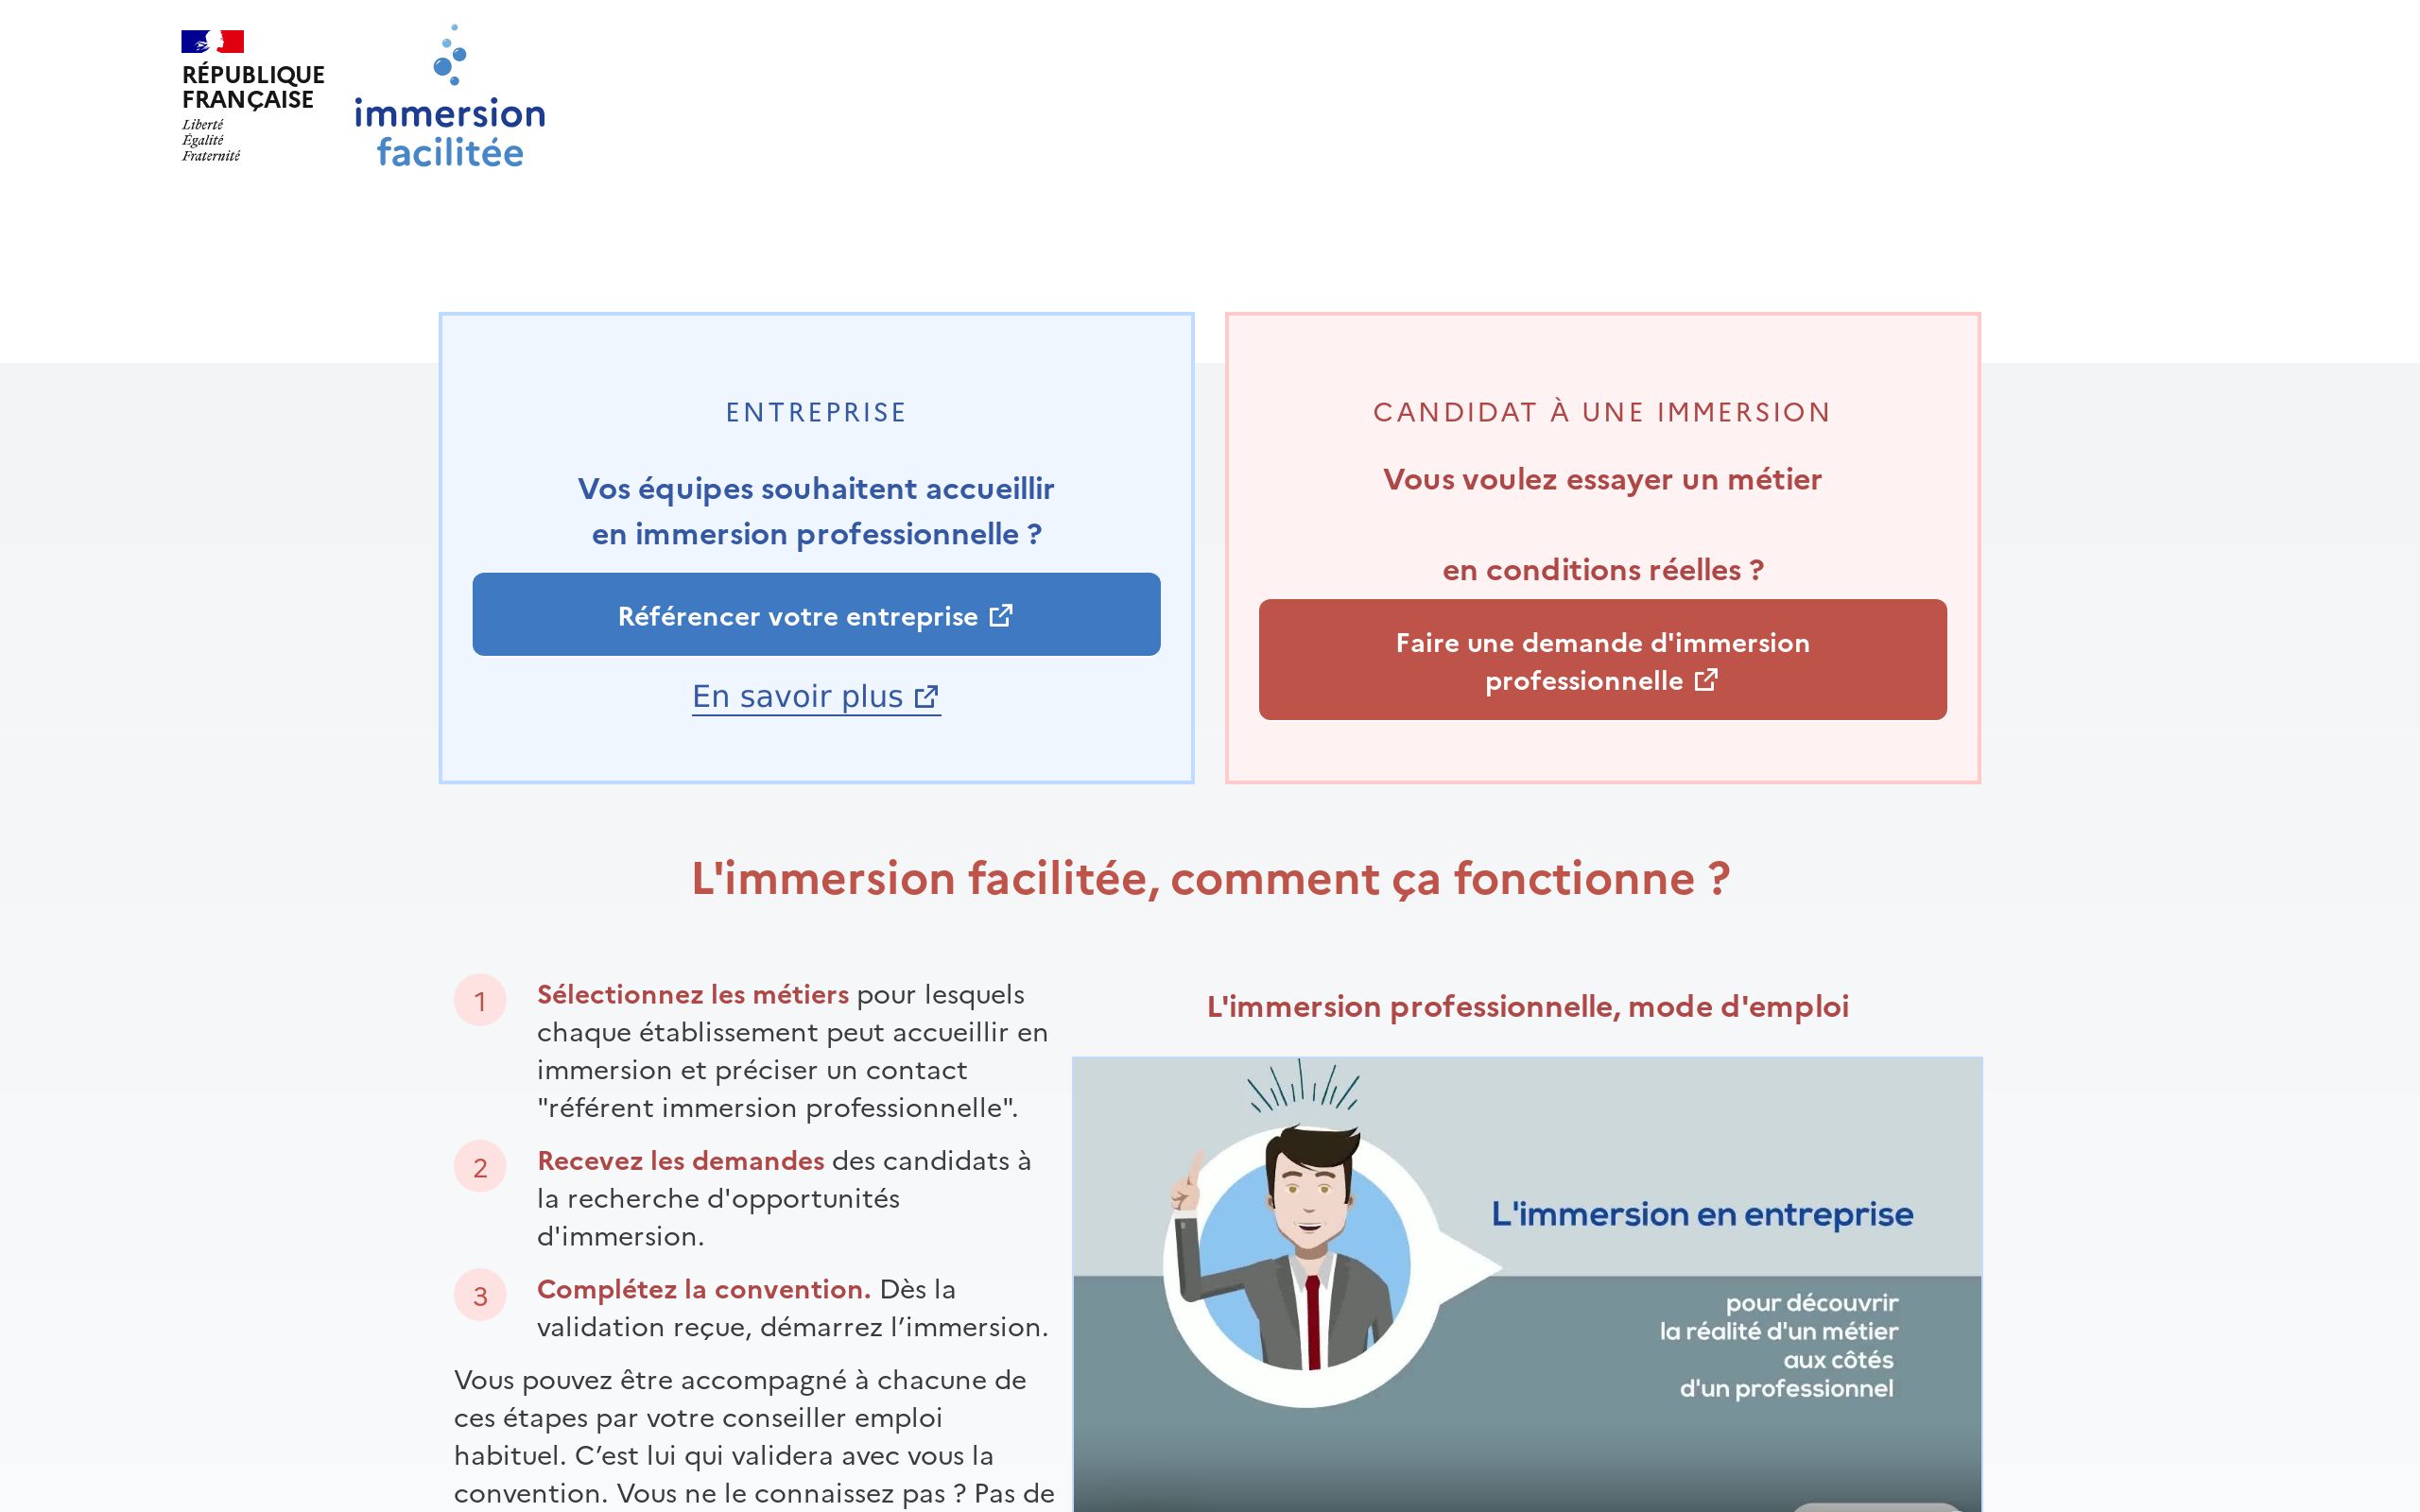 RÉPUBLIQUE
FRANÇAISE
Liberté
Égalité
Fraternité
immersion
facilitée
ENTREPRISE
Vos équipes souhaitent accueillir
en immersion professionnelle ?
Référencer votre entreprise
En savoir plus
CANDIDAT À UNE IMMERSION
Vous voulez essayer un métier
en conditions réelles ?
Faire une demande d'immersion
professionnelle
L'immersion facilitée, comment ça fonctionne ?
1
Sélectionnez les métiers pour lesquels
chaque établissement peut accueillir en
immersion et préciser un contact
"référent immersion professionnelle".
2
Recevez les demandes des candidats à
la recherche d'opportunités
d'immersion.
3
Complétez la convention. Dès la
validation reçue, démarrez l’immersion.
Vous pouvez être accompagné à chacune de
ces étapes par votre conseiller emploi
habituel. C’est lui qui validera avec vous la
convention. Vous ne le connaissez pas ? Pas de
L'immersion professionnelle, mode d'emploi
L'immersion en entreprise
pour découvrir
la réalité d'un métier
aux côtés
d'un professionnel